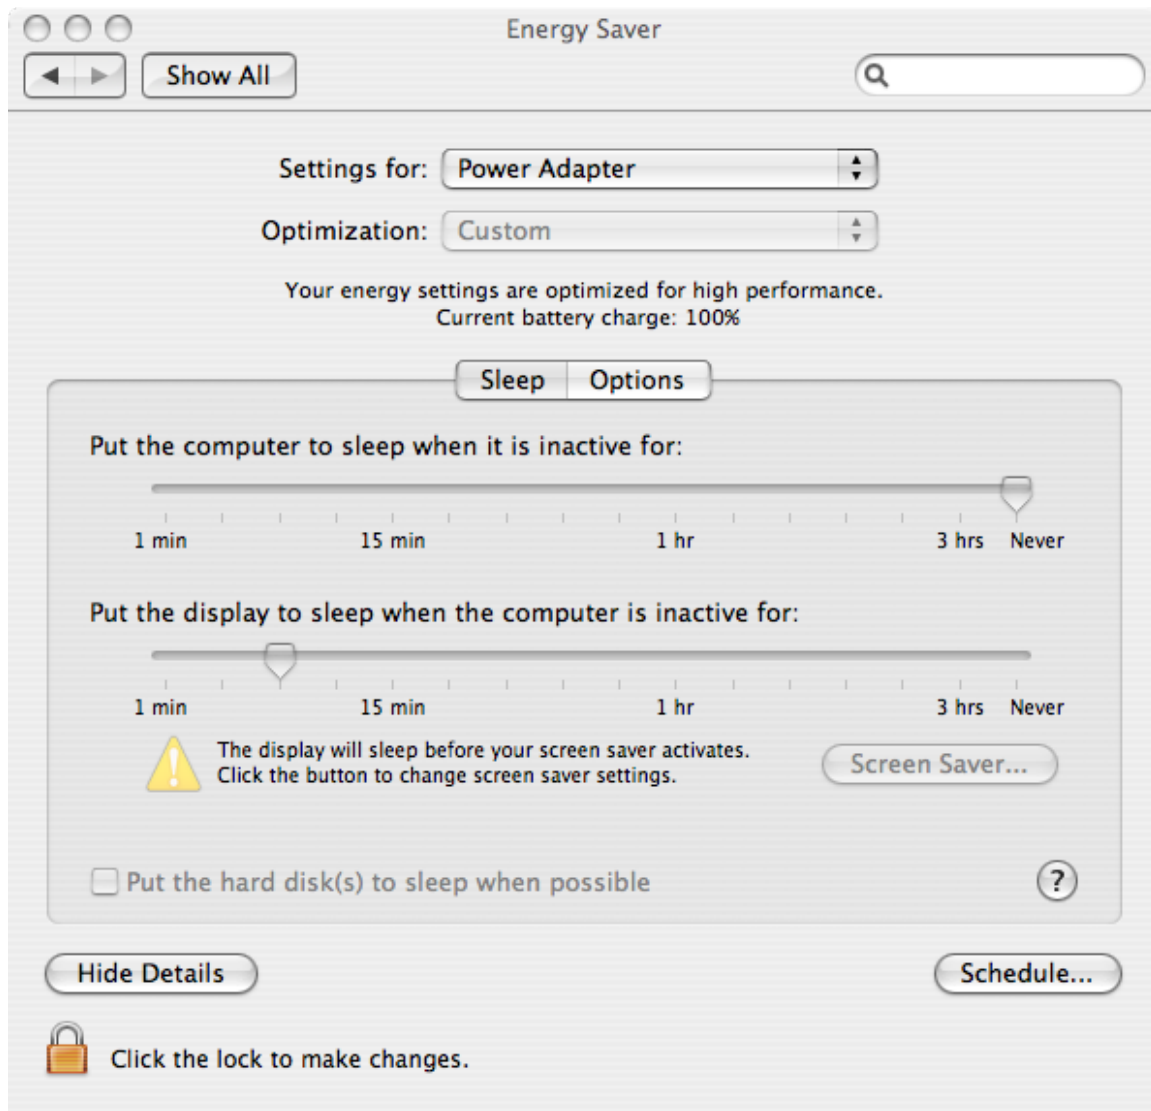 Energy Saver
Show All
Settings for: Power Adapter
Optimization: Custom
Your energy settings are optimized for high performance.
Current battery charge: 100%
Sleep Options
Put the computer to sleep when it is inactive for:
1 min 15 min 1 hr 3 hrs Never
Put the display to sleep when the computer is inactive for:
1 min 15 min 1 hr 3 hrs Never
The display will sleep before your screen saver activates.
Click the button to change screen saver settings.
Screen Saver...
Put the hard disk(s) to sleep when possible
?
Hide Details Schedule...
Click the lock to make changes.